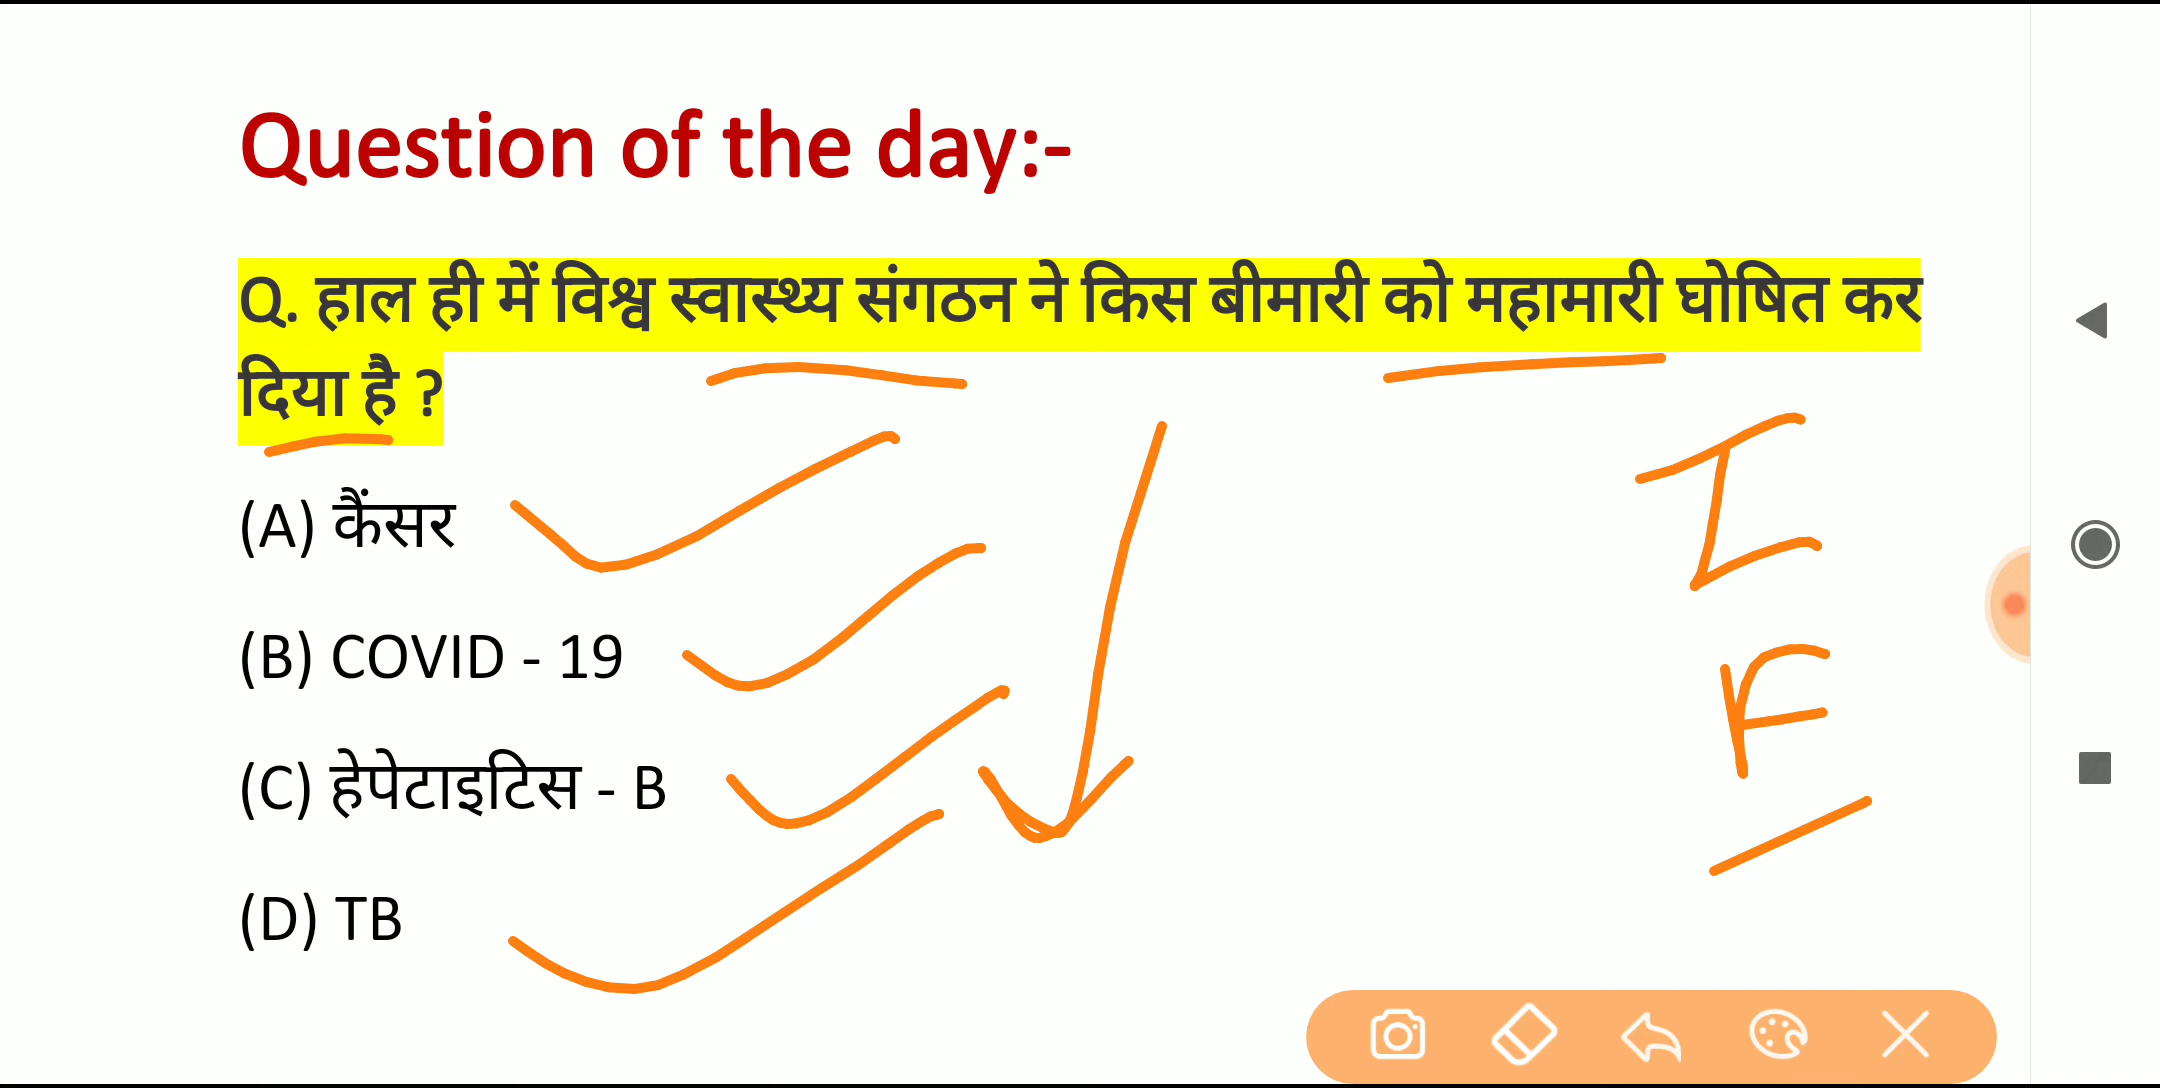 Question of the day:-
Q. हाल ही में विश्व स्वास्थ्य संगठन ने किस बीमारी को महामारी घोषित कर
दिया है ?
(A) कैंसर
(B) COVID - 19
(C) हेपेटाइटिस - B
(D) TB
I
F